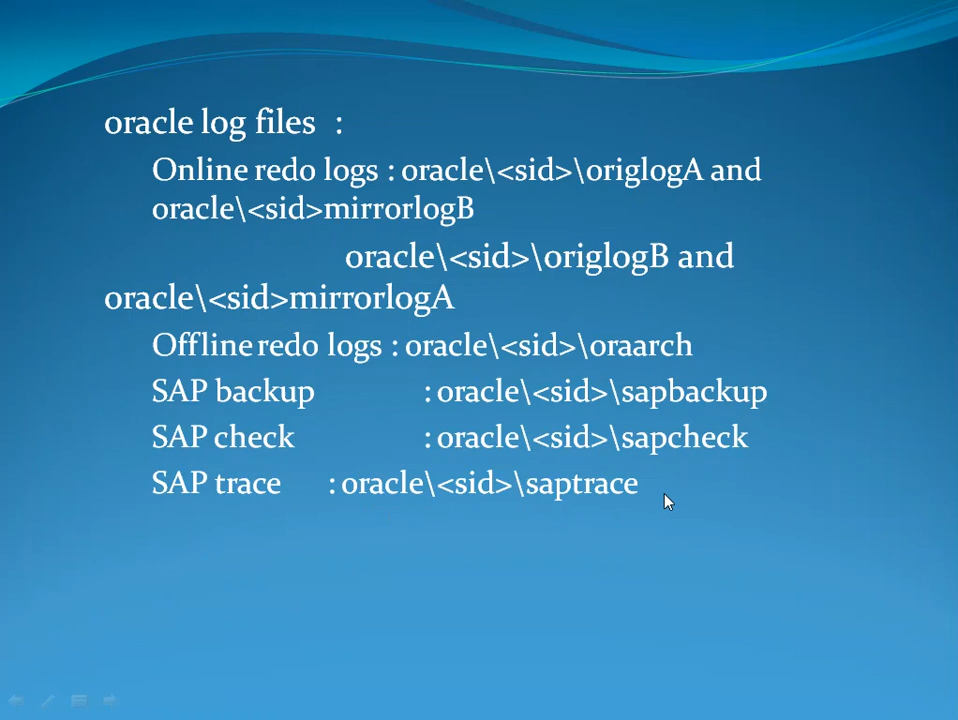 oracle log files :
Online redo logs : oracle\<sid>\origlogA and
oracle\<sid>mirrorlogB
oracle\<sid>\origlogB and
oracle\<sid>mirrorlogA
Offline redo logs : oracle\<sid>\oraarch
SAP backup : oracle\<sid>\sapbackup
SAP check : oracle\<sid>\sapcheck
SAP trace : oracle\<sid>\saptrace